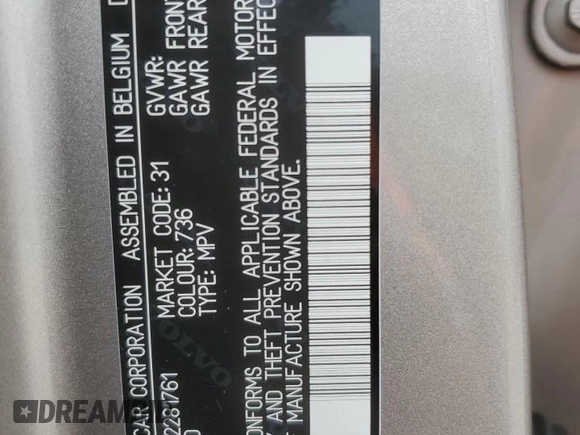 CAR CORPORATION ASSEMBLED IN BELGIUM D
2281761
MARKET CODE: 31
COLOUR: 736
TYPE: MPV
GVWR:
GAWR FRON
GAWR REAR
ONFORMS TO ALL APPLICABLE FEDERAL MOTOR
AND THEFT PREVENTION STANDARDS IN EFFEC
MANUFACTURE SHOWN ABOVE.
VOLVO
DREAM